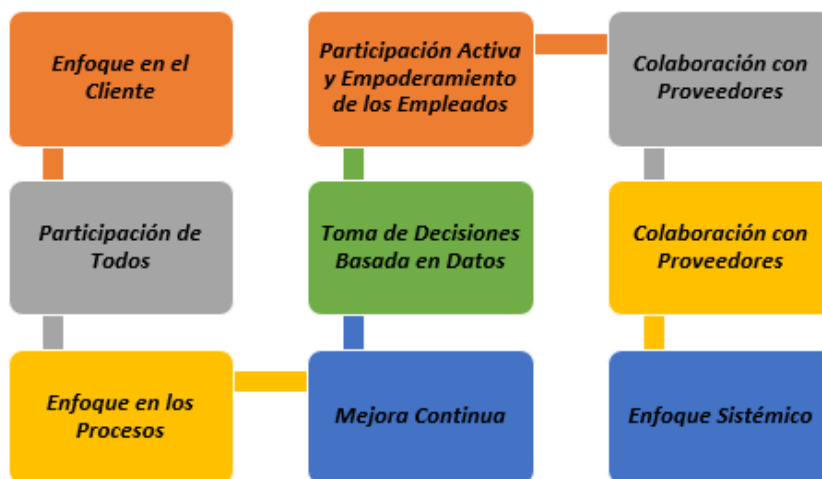 Enfoque en el
Cliente
Participación de
Todos
Enfoque en los
Procesos
Mejora Continua
Toma de Decisiones
Basada en Datos
Participación Activa
y Empoderamiento
de los Empleados
Colaboración con
Proveedores
Colaboración con
Proveedores
Enfoque Sistémico